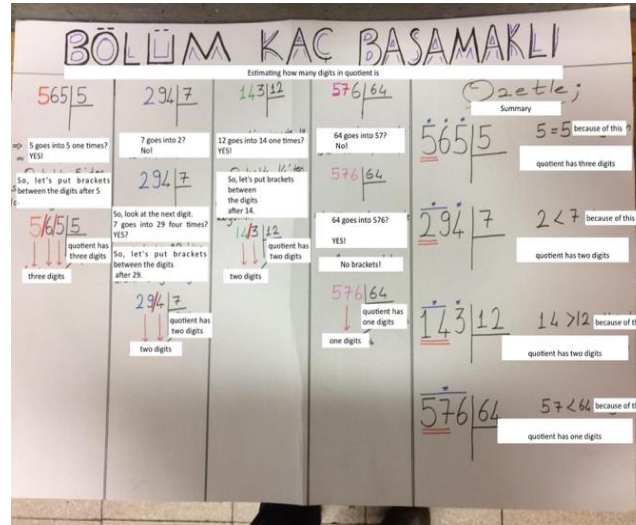 BÖLÜM KAÇ BASAMAKLI
Estimating how many digits in quotient is
565 5
5 goes into 5 one times?
YES!
So, let's put brackets
between the digits after 5
5/6/5 5
quotient has
three digits
three digits
294 7
7 goes into 2?
No!
294 7
So, look at the next digit.
7 goes into 29 four times?
YES?
So, let's put brackets
between the digits
after 29.
29/4 7
quotient has
two digits
two digits
143 12
12 goes into 14 one times?
YES!
So, let's put brackets
between
the digits
after 14.
14/3 12
quotient has
two digits
two digits
576 64
64 goes into 57?
No!
576 64
64 goes into 576?
YES!
No brackets!
576 64
quotient has
one digits
one digits
Özetle;
Summary
565 5 5=5 because of this
quotient has three digits
294 7 2<7 because of this
quotient has two digits
143 12 14>12 because of
quotient has two digits
576 64 57<64 because of
quotient has one digits